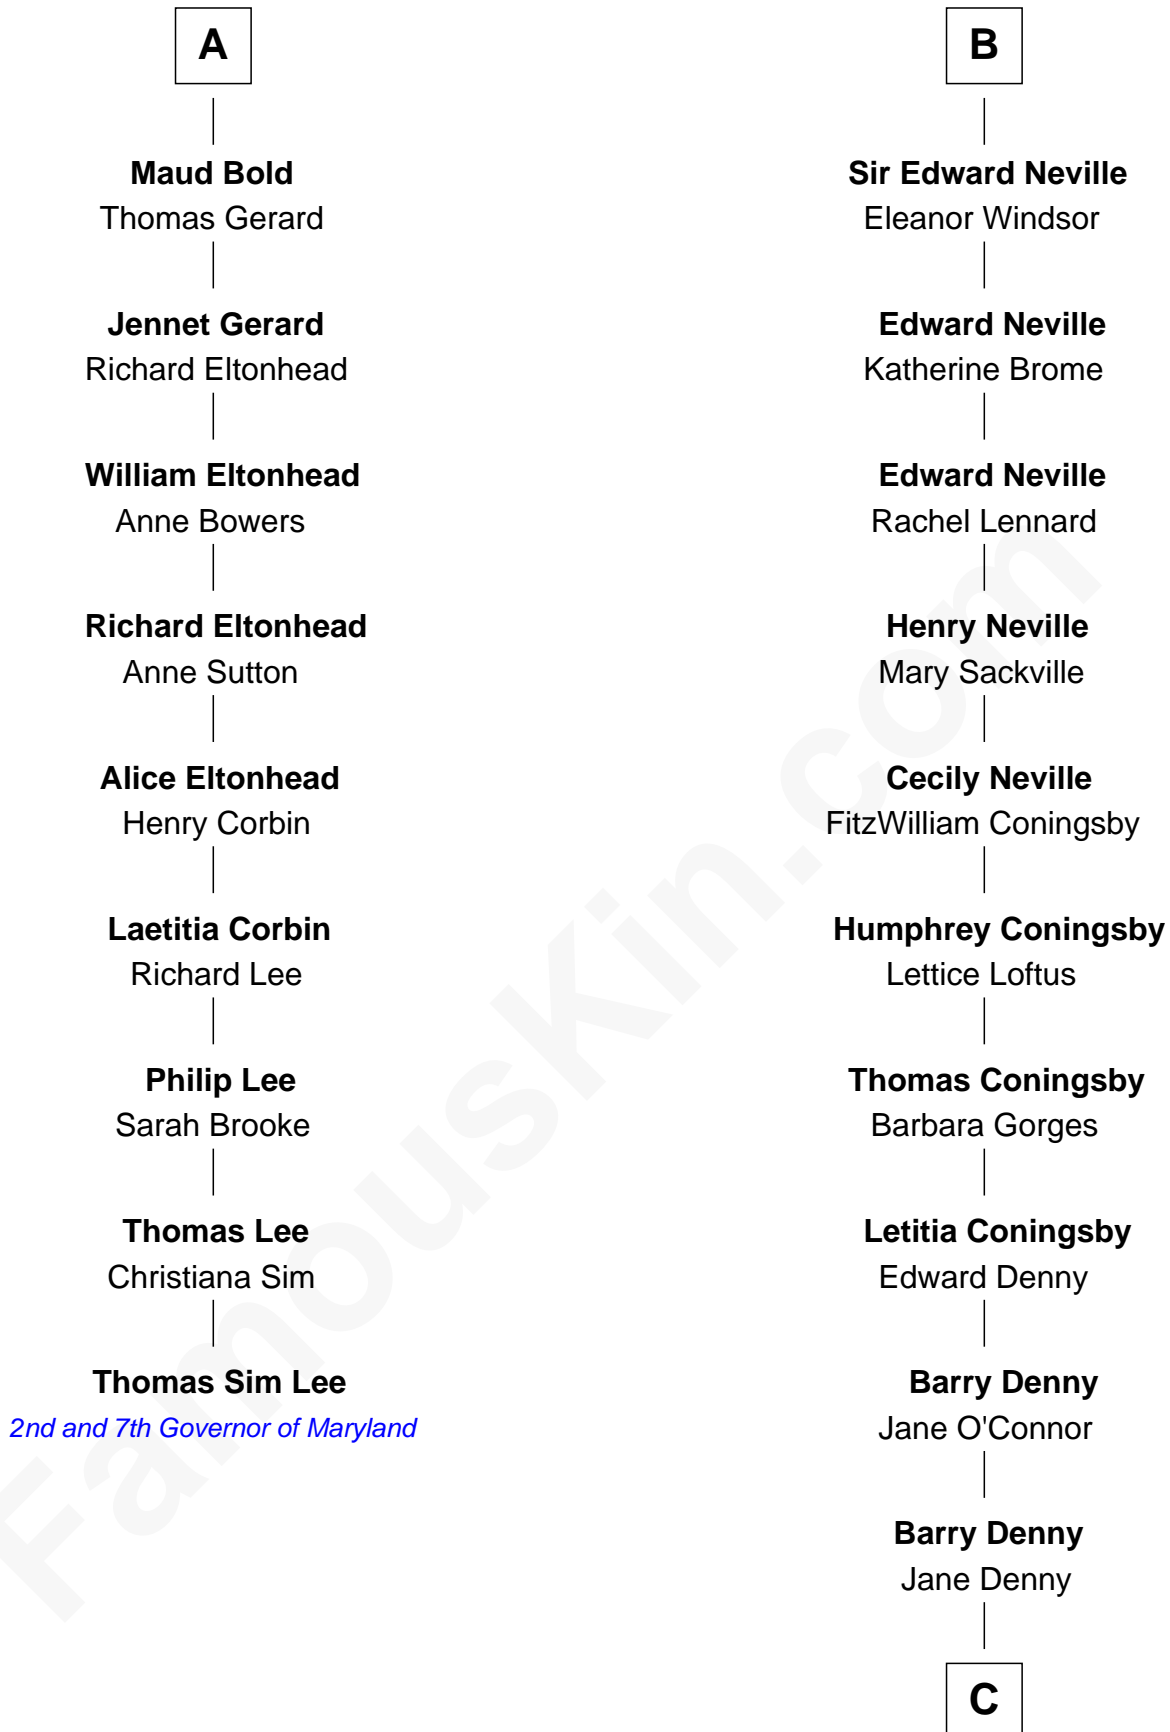 A
Maud Bold
Thomas Gerard
Jennet Gerard
Richard Eltonhead
William Eltonhead
Anne Bowers
Richard Eltonhead
Anne Sutton
Alice Eltonhead
Henry Corbin
Laetitia Corbin
Richard Lee
Philip Lee
Sarah Brooke
Thomas Lee
Christiana Sim
Thomas Sim Lee
2nd and 7th Governor of Maryland
B
Sir Edward Neville
Eleanor Windsor
Edward Neville
Katherine Brome
Edward Neville
Rachel Lennard
Henry Neville
Mary Sackville
Cecily Neville
FitzWilliam Coningsby
Humphrey Coningsby
Lettice Loftus
Thomas Coningsby
Barbara Gorges
Letitia Coningsby
Edward Denny
Barry Denny
Jane O'Connor
Barry Denny
Jane Denny
C
FamousKin.com